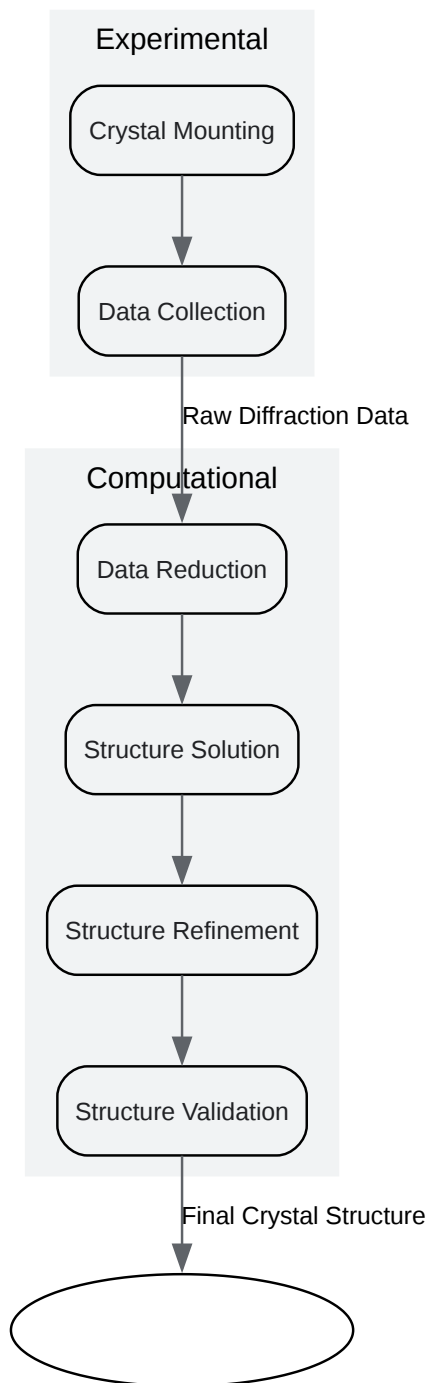 Experimental
Crystal Mounting
Data Collection
Raw Diffraction Data
Computational
Data Reduction
Structure Solution
Structure Refinement
Structure Validation
Final Crystal Structure